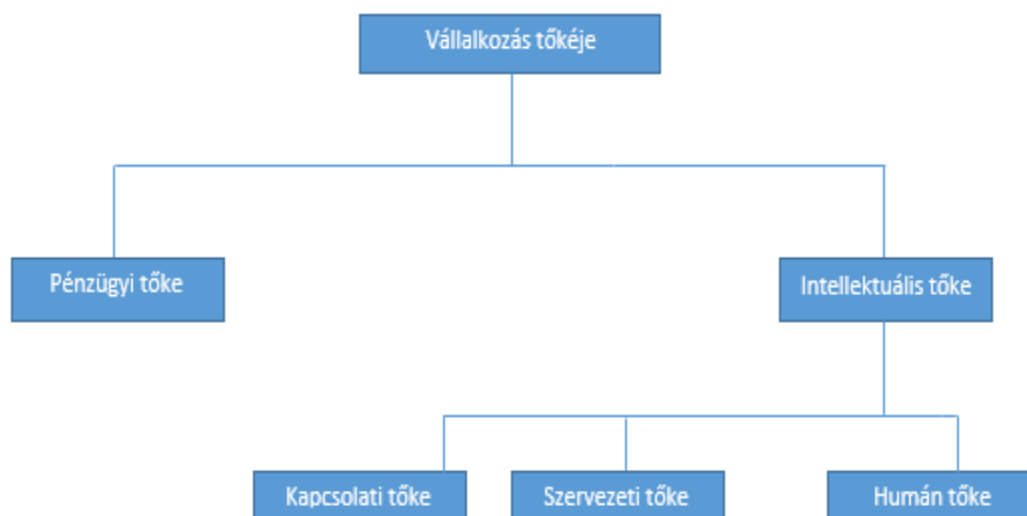 Vállalkozás tőkéje
Pénzügyi tőke
Intellektuális tőke
Kapcsolati tőke
Szervezeti tőke
Humán tőke